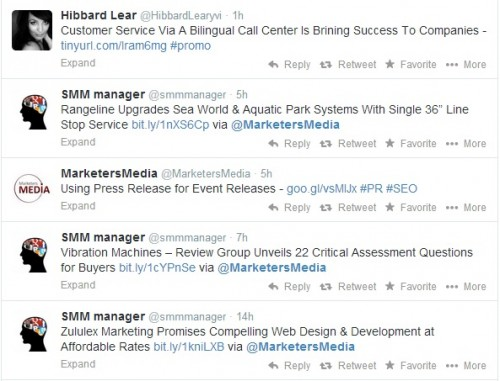 Hibbard Lear @HibbardLearyvi · 1h
Customer Service Via A Bilingual Call Center Is Brining Success To Companies -
tinyurl.com/lram6mg #promo
Expand Reply Retweet Favorite More
SMM manager @smmmanager · 5h
Rangeline Upgrades Sea World & Aquatic Park Systems With Single 36" Line
Stop Service bit.ly/1nXS6Cp via @MarketersMedia
Expand Reply Retweet Favorite More
Marketers MEDIA
MarketersMedia @MarketersMedia · 5h
Using Press Release for Event Releases - goo.gl/vsMlJx #PR #SEO
Expand Reply Retweet Favorite More
SMM manager @smmmanager · 7h
Vibration Machines – Review Group Unveils 22 Critical Assessment Questions
for Buyers bit.ly/1cYPnSe via @MarketersMedia
Expand Reply Retweet Favorite More
SMM manager @smmmanager · 14h
Zululex Marketing Promises Compelling Web Design & Development at
Affordable Rates bit.ly/1kniLXB via @MarketersMedia
Expand Reply Retweet Favorite More